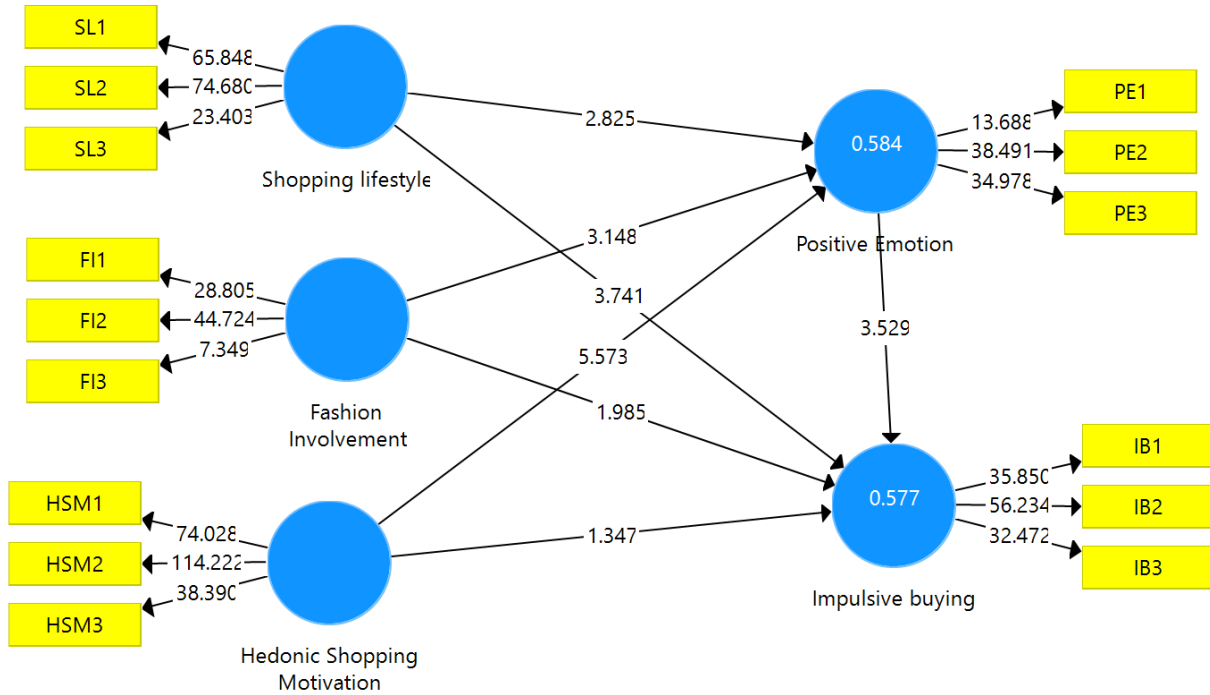 SL1
SL2
SL3
65.848
74.680
23.403
Shopping lifestyle
FI1
FI2
FI3
28.805
44.724
7.349
Fashion
Involvement
HSM1
HSM2
HSM3
74.028
114.222
38.390
Hedonic Shopping
Motivation
2.825
3.148
3.741
5.573
1.985
1.347
3.529
0.584
Positive Emotion
13.688
38.491
34.978
PE1
PE2
PE3
0.577
Impulsive buying
35.850
56.234
32.472
IB1
IB2
IB3